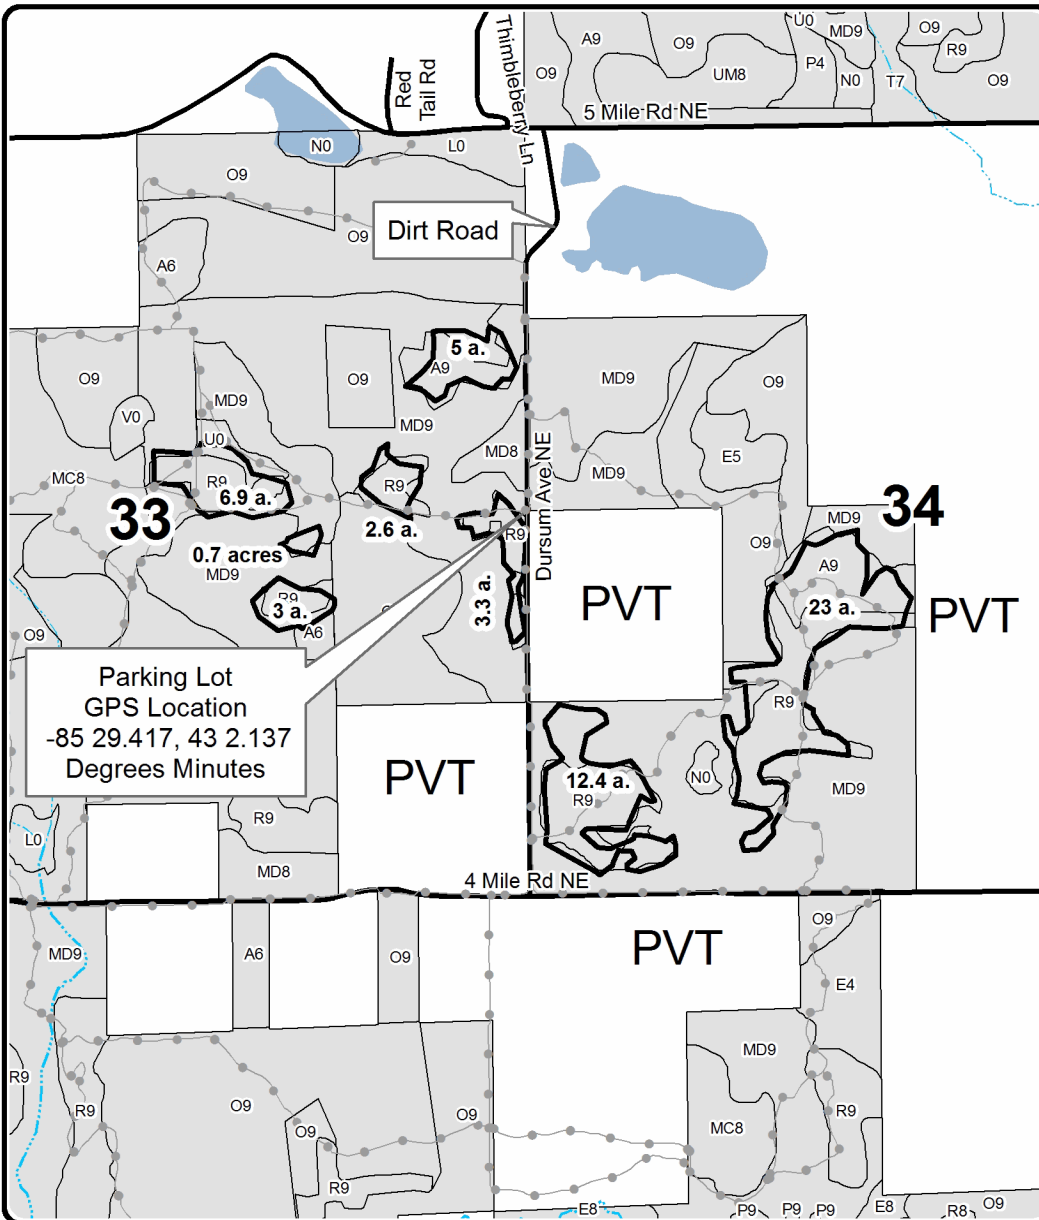 U0
A9
O9
MD9
O9
R9
O9
UM8
P4
N0
T7
O9
Thimbleberry Ln
Red
Tail Rd
5 Mile Rd NE
N0
L0
O9
O9
Dirt Road
A6
5 a.
A9
O9
O9
MD9
O9
MD9
V0
MD9
U0
MD8
E5
MC8
R9
6.9 a.
R9
MD9
33
2.6 a.
R9
Dursum Ave NE
34
MD9
O9
0.7 acres
MD9
A9
R9
3 a.
3.3 a.
PVT
23 a.
PVT
O9
A6
Parking Lot
GPS Location
-85 29.417, 43 2.137
Degrees Minutes
R9
PVT
12.4 a.
R9
N0
MD9
R9
L0
MD8
4 Mile Rd NE
O9
MD9
A6
O9
PVT
E4
MD9
R9
R9
O9
O9
O9
R9
MC8
R9
E8
P9
P9
P9
E8
R8
O9